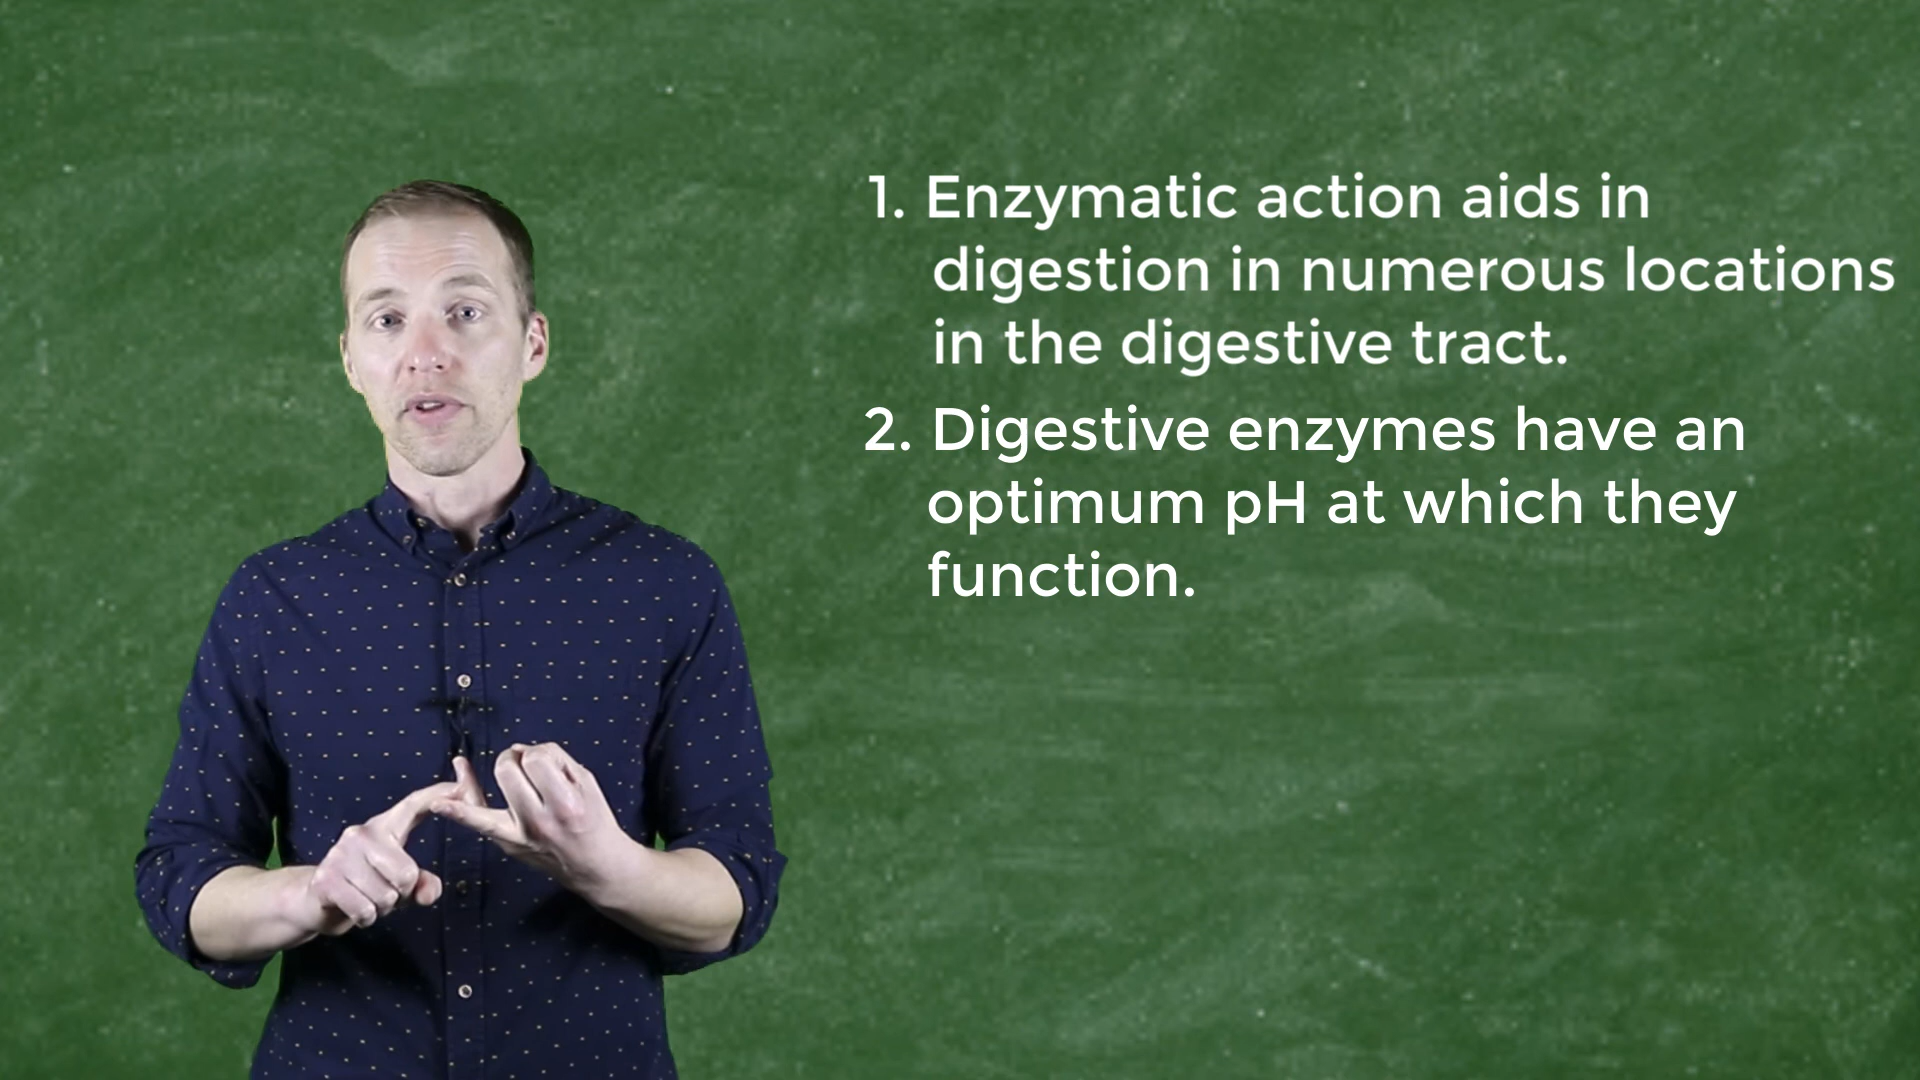 1. Enzymatic action aids in
digestion in numerous locations
in the digestive tract.
2. Digestive enzymes have an
optimum pH at which they
function.